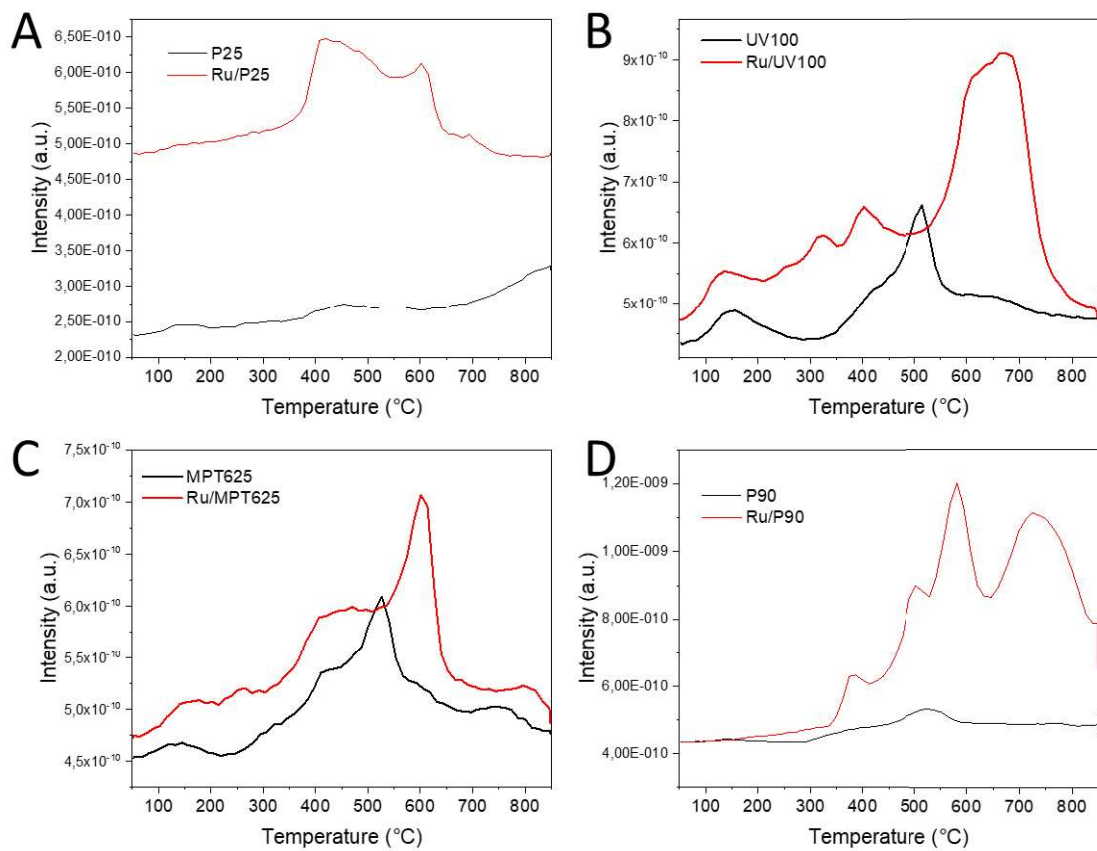 A
6,50E-010
6,00E-010
5,50E-010
5,00E-010
4,50E-010
4,00E-010
3,50E-010
3,00E-010
2,50E-010
2,00E-010
Intensity (a.u.)
P25
Ru/P25
100 200 300 400 500 600 700 800
Temperature (°C)
B
9x10⁻¹⁰
8x10⁻¹⁰
7x10⁻¹⁰
6x10⁻¹⁰
5x10⁻¹⁰
Intensity (a.u.)
UV100
Ru/UV100
100 200 300 400 500 600 700 800
Temperature (°C)
C
7,5x10⁻¹⁰
7,0x10⁻¹⁰
6,5x10⁻¹⁰
6,0x10⁻¹⁰
5,5x10⁻¹⁰
5,0x10⁻¹⁰
4,5x10⁻¹⁰
Intensity (a.u.)
MPT625
Ru/MPT625
100 200 300 400 500 600 700 800
Temperature (°C)
D
1,20E-009
1,00E-009
8,00E-010
6,00E-010
4,00E-010
Intensity (a.u.)
P90
Ru/P90
100 200 300 400 500 600 700 800
Temperature (°C)